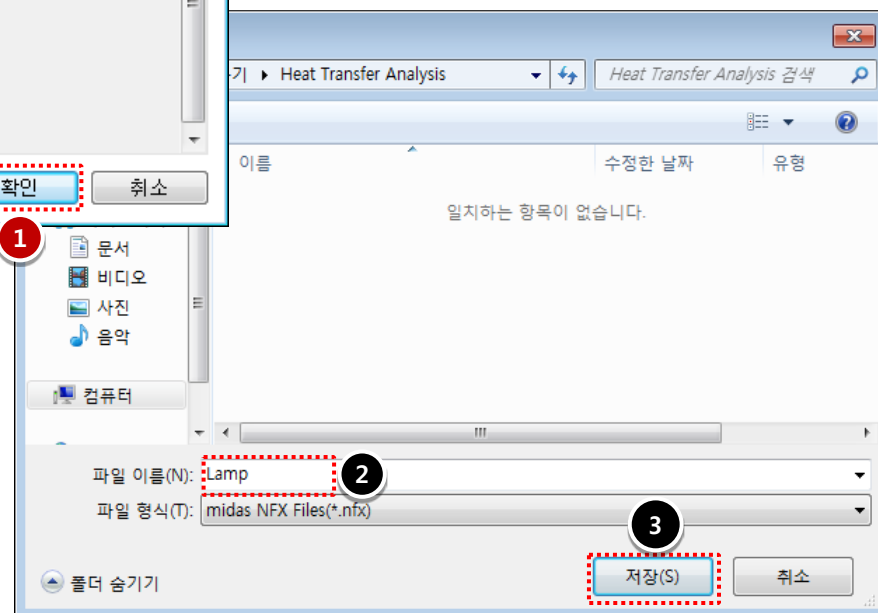 Heat Transfer Analysis
Heat Transfer Analysis 검색
이름 수정한 날짜 유형
확인 취소
일치하는 항목이 없습니다.
1
문서
비디오
사진
음악
컴퓨터
파일 이름(N): Lamp 2
파일 형식(T): midas NFX Files(*.nfx)
3
폴더 숨기기 저장(S) 취소